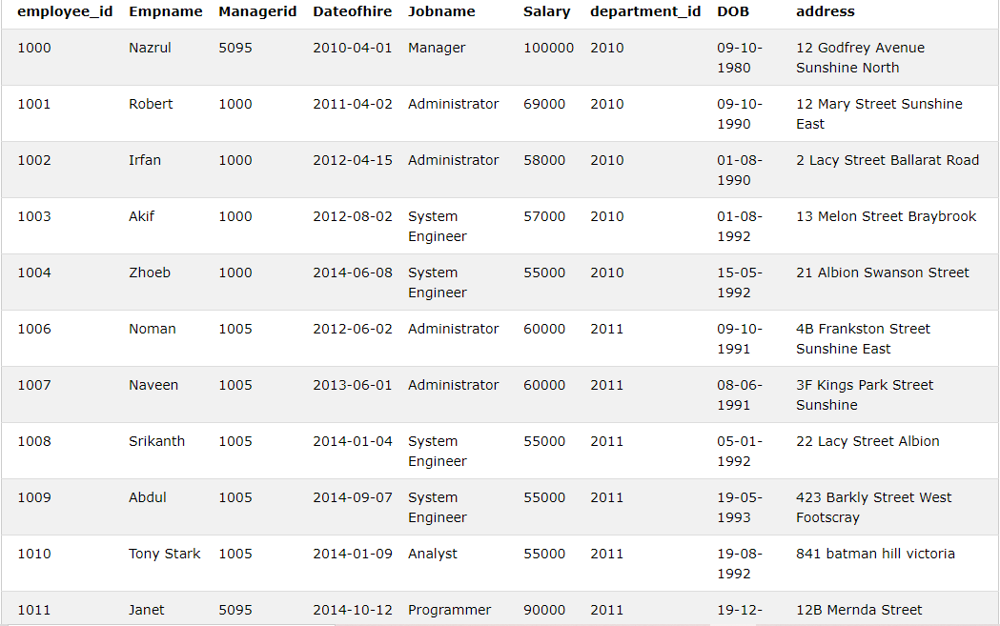 employee_id Empname Managerid Dateofhire Jobname Salary department_id DOB address
1000 Nazrul 5095 2010-04-01 Manager 100000 2010 09-10- 12 Godfrey Avenue
1980 Sunshine North
1001 Robert 1000 2011-04-02 Administrator 69000 2010 09-10- 12 Mary Street Sunshine
1990 East
1002 Irfan 1000 2012-04-15 Administrator 58000 2010 01-08- 2 Lacy Street Ballarat Road
1990
1003 Akif 1000 2012-08-02 System 57000 2010 01-08- 13 Melon Street Braybrook
Engineer 1992
1004 Zhoeb 1000 2014-06-08 System 55000 2010 15-05- 21 Albion Swanson Street
Engineer 1992
1006 Noman 1005 2012-06-02 Administrator 60000 2011 09-10- 4B Frankston Street
1991 Sunshine East
1007 Naveen 1005 2013-06-01 Administrator 60000 2011 08-06- 3F Kings Park Street
1991 Sunshine
1008 Srikanth 1005 2014-01-04 System 55000 2011 05-01- 22 Lacy Street Albion
Engineer 1992
1009 Abdul 1005 2014-09-07 System 55000 2011 19-05- 423 Barkly Street West
Engineer 1993 Footscray
1010 Tony Stark 1005 2014-01-09 Analyst 55000 2011 19-08- 841 batman hill victoria
1992
1011 Janet 5095 2014-10-12 Programmer 90000 2011 19-12- 12B Mernda Street